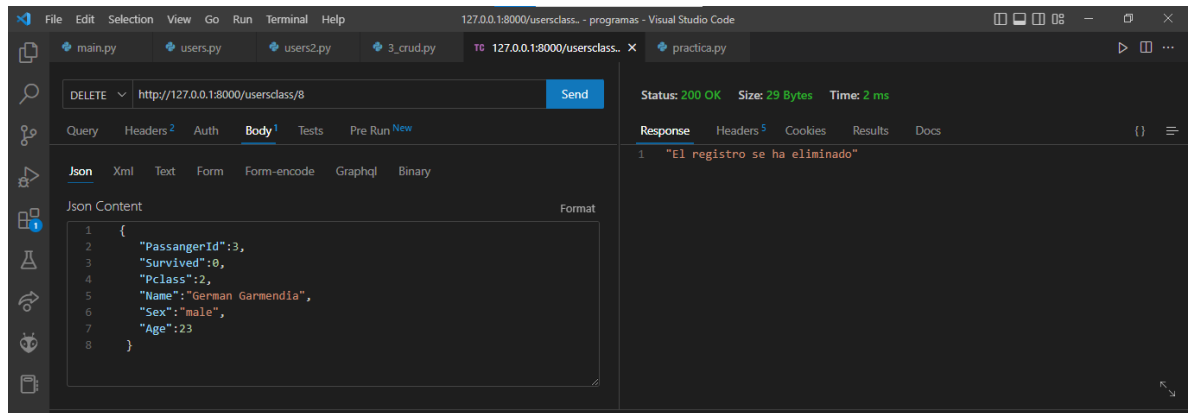 File Edit Selection View Go Run Terminal Help
127.0.0.1:8000/usersclass.. - programas - Visual Studio Code
main.py
users.py
users2.py
3_crud.py
TC 127.0.0.1:8000/usersclass..
practica.py
DELETE http://127.0.0.1:8000/usersclass/8
Send
Query Headers 2 Auth Body 1 Tests Pre Run New
Json Xml Text Form Form-encode Graphql Binary
Json Content
Format
1 {
2 "PassangerId":3,
3 "Survived":0,
4 "Pclass":2,
5 "Name":"German Garmendia",
6 "Sex":"male",
7 "Age":23
8 }
1
Status: 200 OK Size: 29 Bytes Time: 2 ms
Response Headers 5 Cookies Results Docs {}
1 "El registro se ha eliminado"